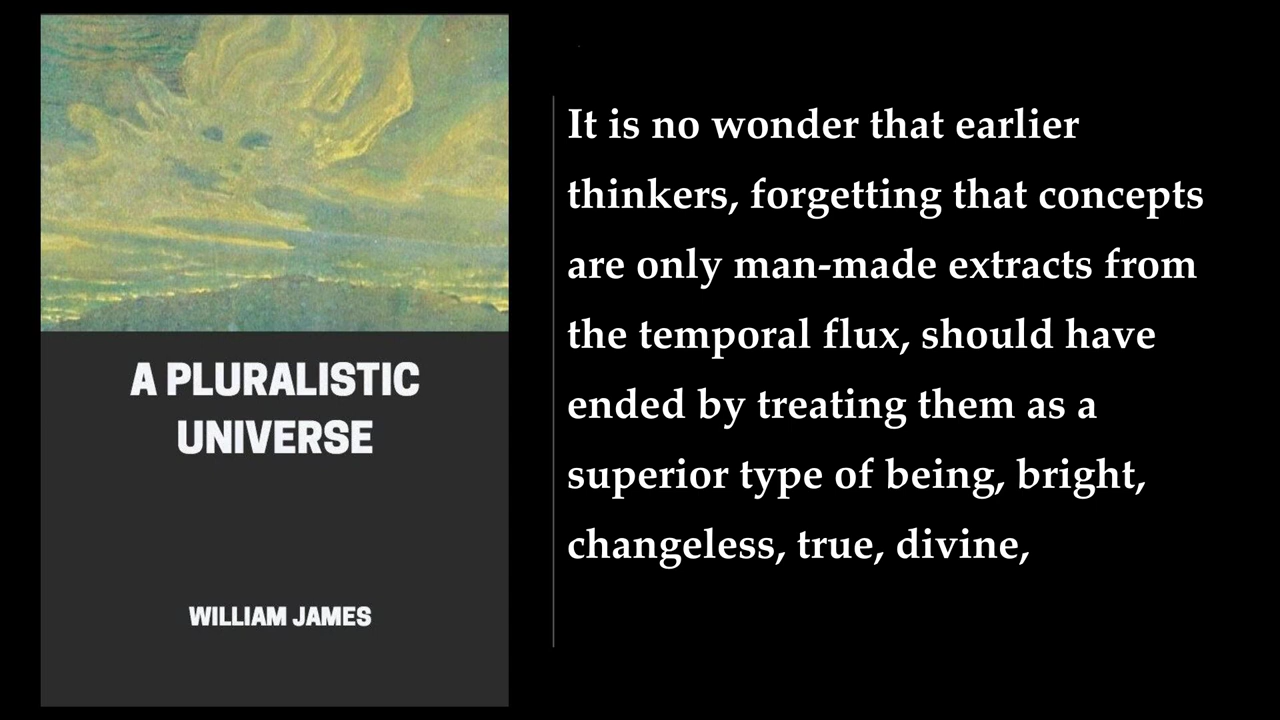 A PLURALISTIC
UNIVERSE
WILLIAM JAMES
It is no wonder that earlier
thinkers, forgetting that concepts
are only man-made extracts from
the temporal flux, should have
ended by treating them as a
superior type of being, bright,
changeless, true, divine,